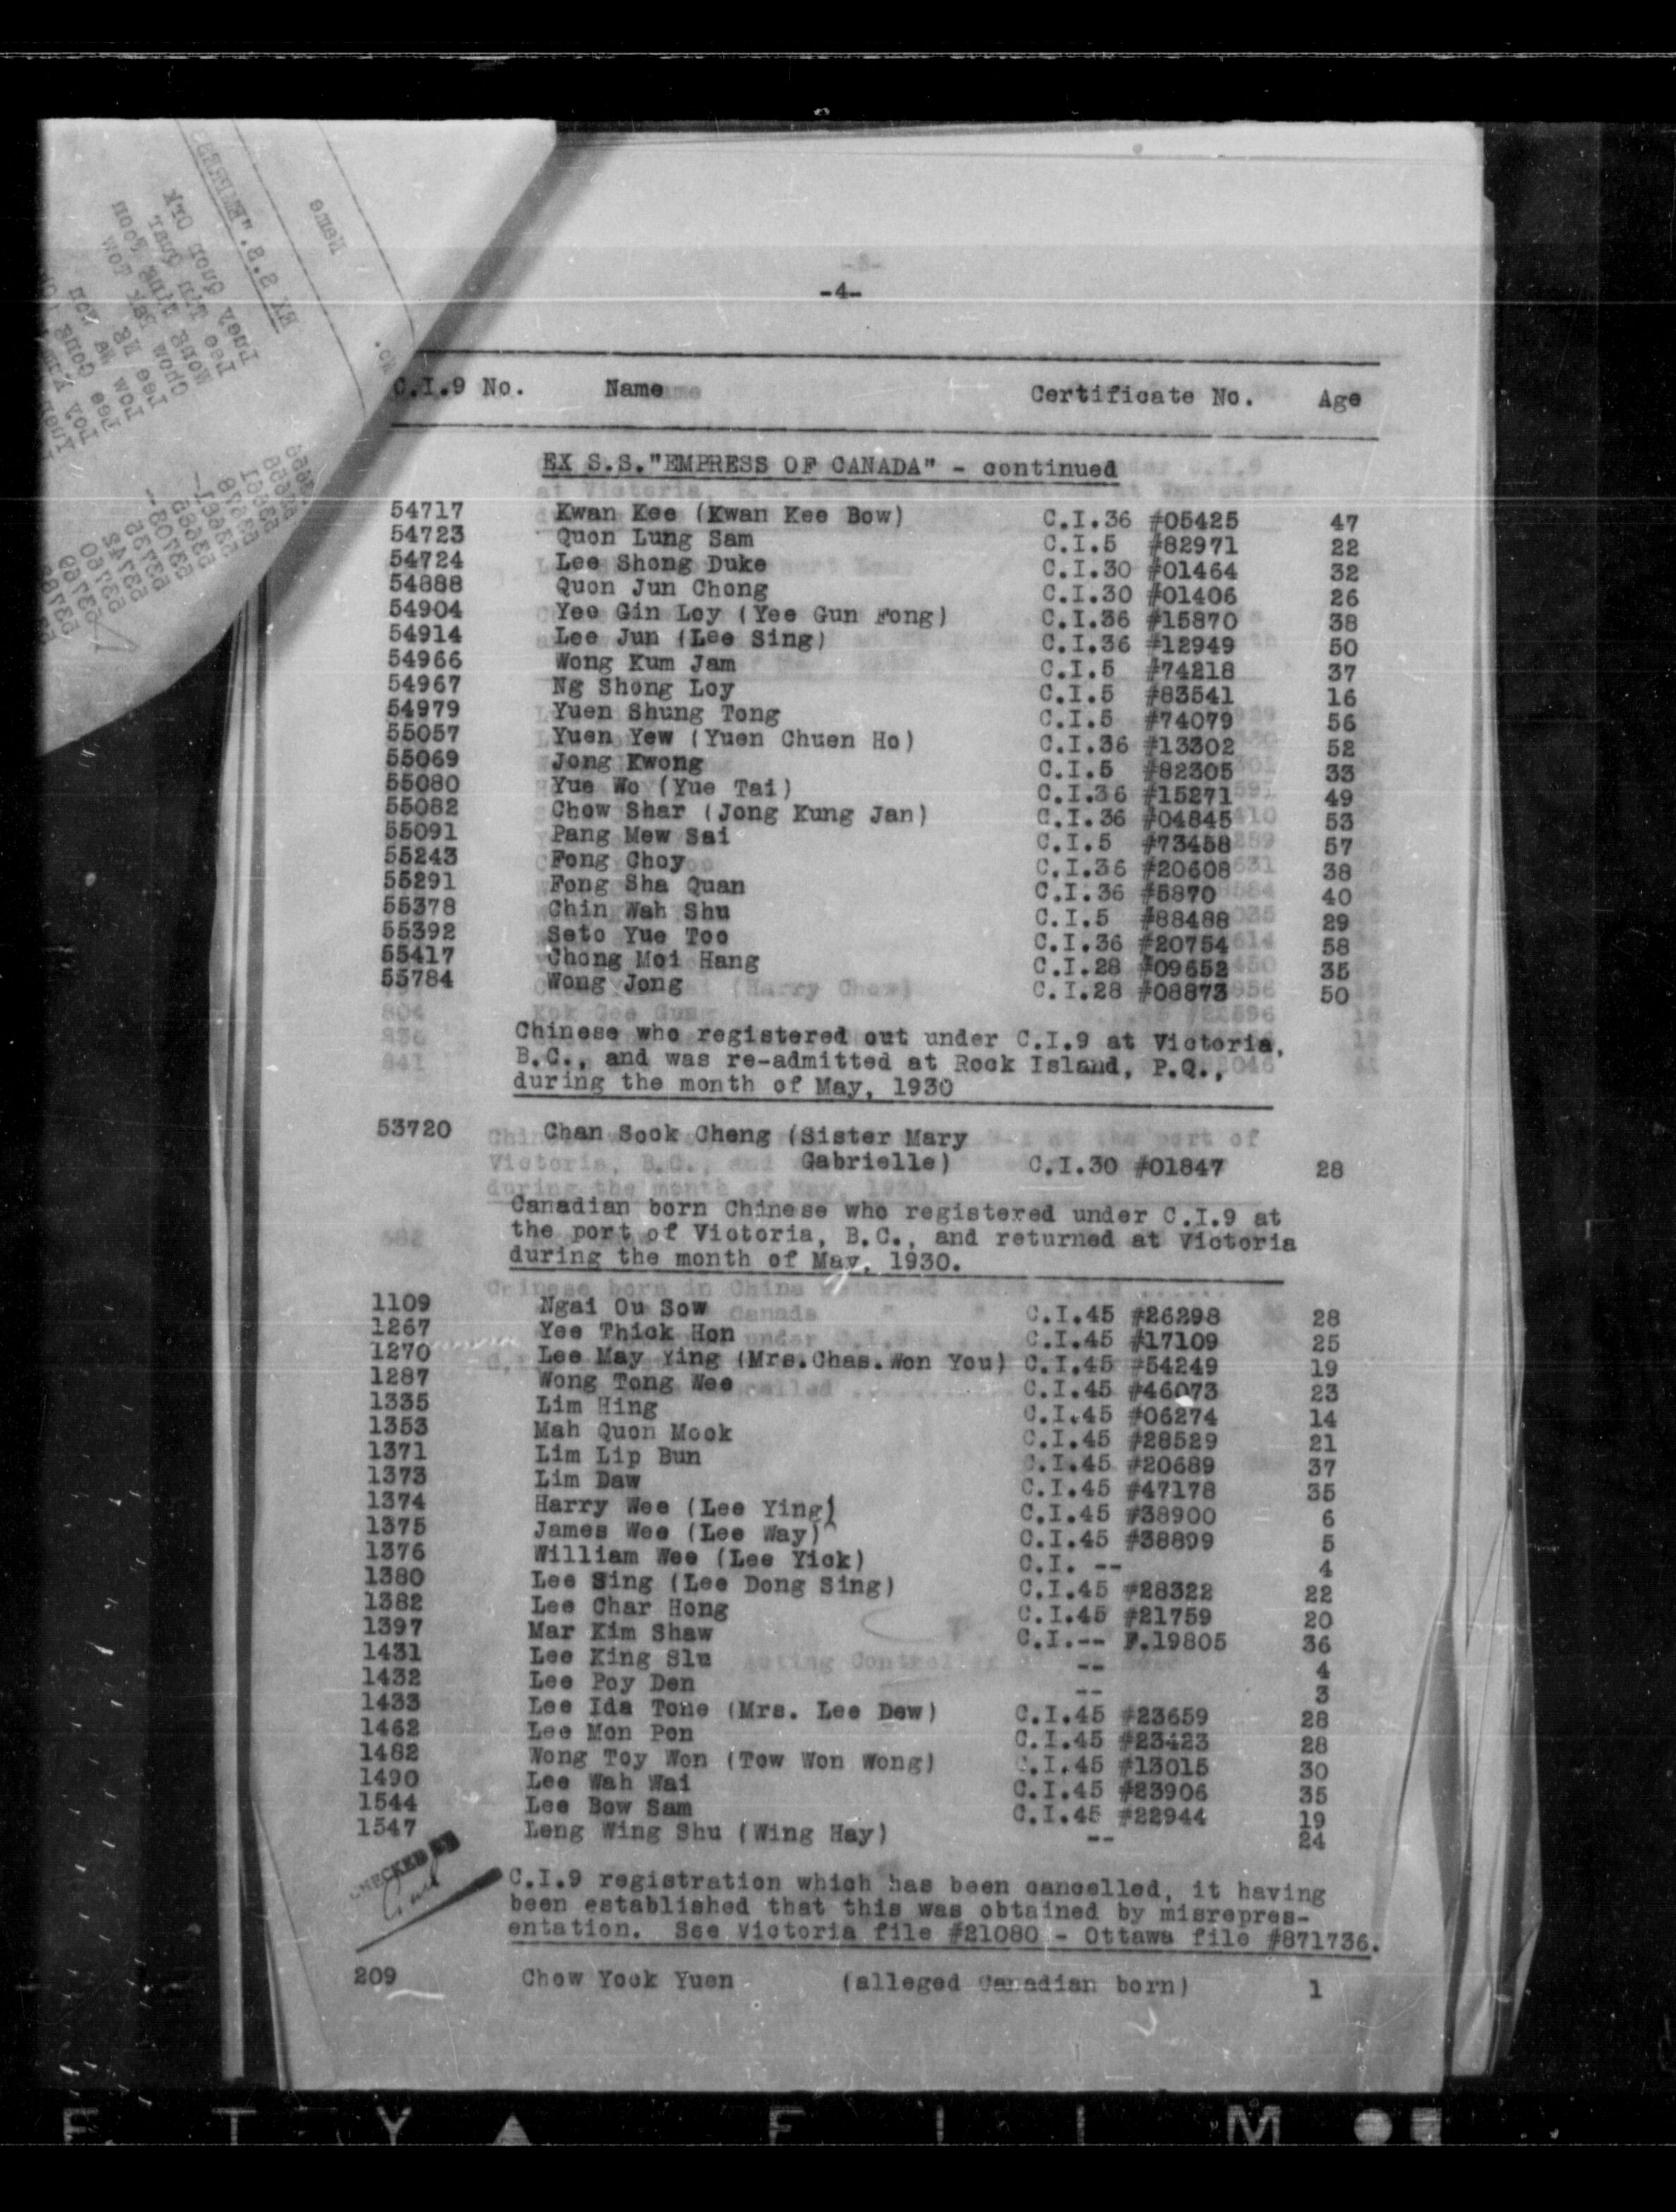 -4-
C.I.9 No. Name Certificate No. Age
EX S.S."EMPRESS OF CANADA" - continued
54717 Kwan Kee (Kwan Kee Bow) C.I.36 #05425 47
54723 Quon Lung Sam C.I.5 #82971 22
54724 Lee Shong Duke C.I.30 #01464 32
54888 Quon Jun Chong C.I.30 #01406 26
54904 Yee Gin Loy (Yee Gun Fong) C.I.36 #15870 38
54914 Lee Jun (Lee Sing) C.I.36 #12949 50
54966 Wong Kum Jam C.I.5 #74218 37
54967 Ng Shong Loy C.I.5 #83541 16
54979 Yuen Shung Tong C.I.5 #74079 56
55057 Yuen Yew (Yuen Chuen Ho) C.I.36 #13302 52
55069 Jong Kwong C.I.5 #82305 33
55080 Yue Wo (Yue Tai) C.I.36 #15271 49
55082 Chow Shar (Jong Kung Jan) C.I.36 #04845 53
55091 Pang Mew Sai C.I.5 #73458 57
55243 Fong Choy C.I.36 #20608 38
55291 Fong Sha Quan C.I.36 #5870 40
55378 Chin Wah Shu C.I.5 #88488 29
55392 Seto Yue Too C.I.36 #20754 58
55417 Chong Moi Hang C.I.28 #09652 35
55784 Wong Jong C.I.28 #08873 50
Chinese who registered out under C.I.9 at Victoria,
B.C., and was re-admitted at Rock Island, P.Q.,
during the month of May, 1930
53720 Chan Sook Cheng (Sister Mary
Gabrielle) C.I.30 #01847 28
Canadian born Chinese who registered under C.I.9 at
the port of Victoria, B.C., and returned at Victoria
during the month of May, 1930.
1109 Ngai Ou Sow C.I.45 #26298 28
1267 Yee Thick Hon C.I.45 #17109 25
1270 Lee May Ying (Mrs.Chas.Won You) C.I.45 #54249 19
1287 Wong Tong Wee C.I.45 #46073 23
1335 Lim Hing C.I.45 #06274 14
1353 Mah Quon Mook C.I.45 #28529 21
1371 Lim Lip Bun C.I.45 #20689 37
1373 Lim Daw C.I.45 #47178 35
1374 Harry Wee (Lee Ying) C.I.45 #38900 6
1375 James Wee (Lee Way) C.I.45 #38899 5
1376 William Wee (Lee Yick) C.I. -- 4
1380 Lee Sing (Lee Dong Sing) C.I.45 #28322 22
1382 Lee Char Hong C.I.45 #21759 20
1397 Mar Kim Shaw C.I.-- F.19805 36
1431 Lee King Slu -- 4
1432 Lee Poy Den -- 3
1433 Lee Ida Tone (Mrs. Lee Dew) C.I.45 #23659 28
1462 Lee Mon Pon C.I.45 #23423 28
1482 Wong Toy Won (Tow Won Wong) C.I.45 #13015 30
1490 Lee Wah Wai C.I.45 #23906 35
1544 Lee Bow Sam C.I.45 #22944 19
1547 Leng Wing Shu (Wing Hay) -- 24
CHECKED BY
C.I.9 registration which has been cancelled, it having
been established that this was obtained by misrepres-
entation. See Victoria file #21080 - Ottawa file #871736.
209 Chow Yook Yuen (alleged Canadian born) 1